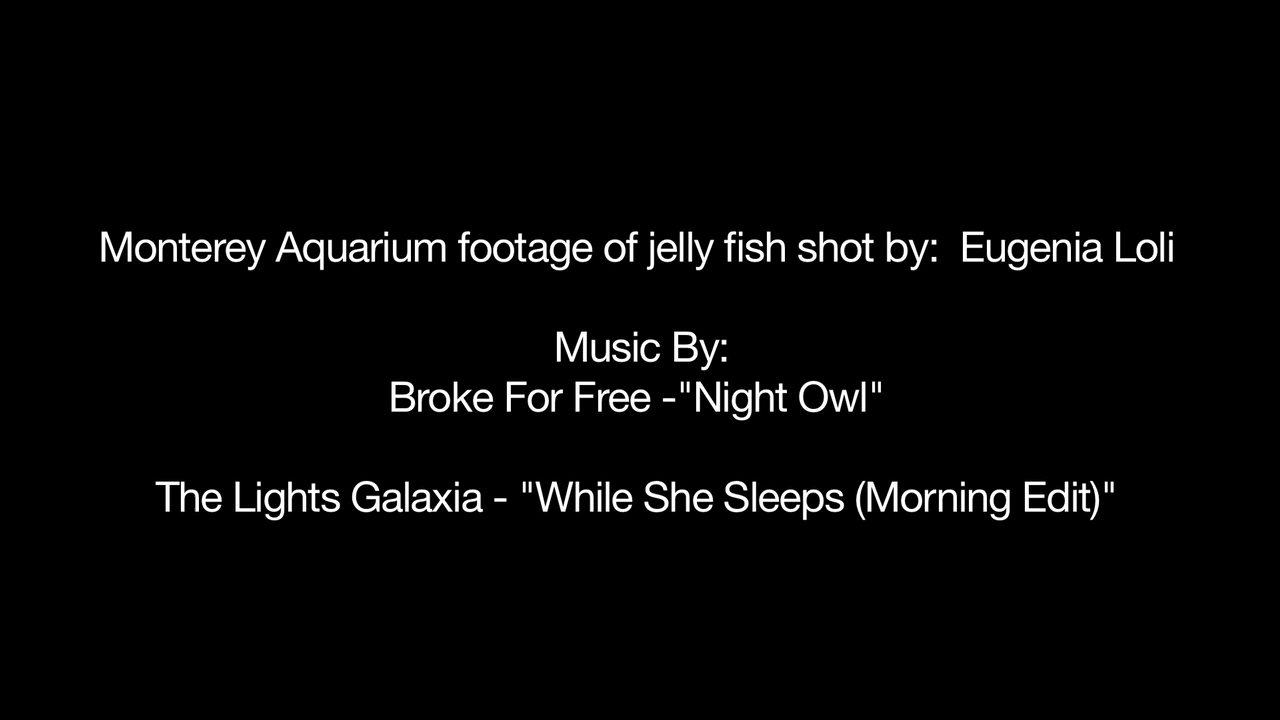 Monterey Aquarium footage of jelly fish shot by:  Eugenia Loli
Music By:
Broke For Free -"Night Owl"
The Lights Galaxia - "While She Sleeps (Morning Edit)"